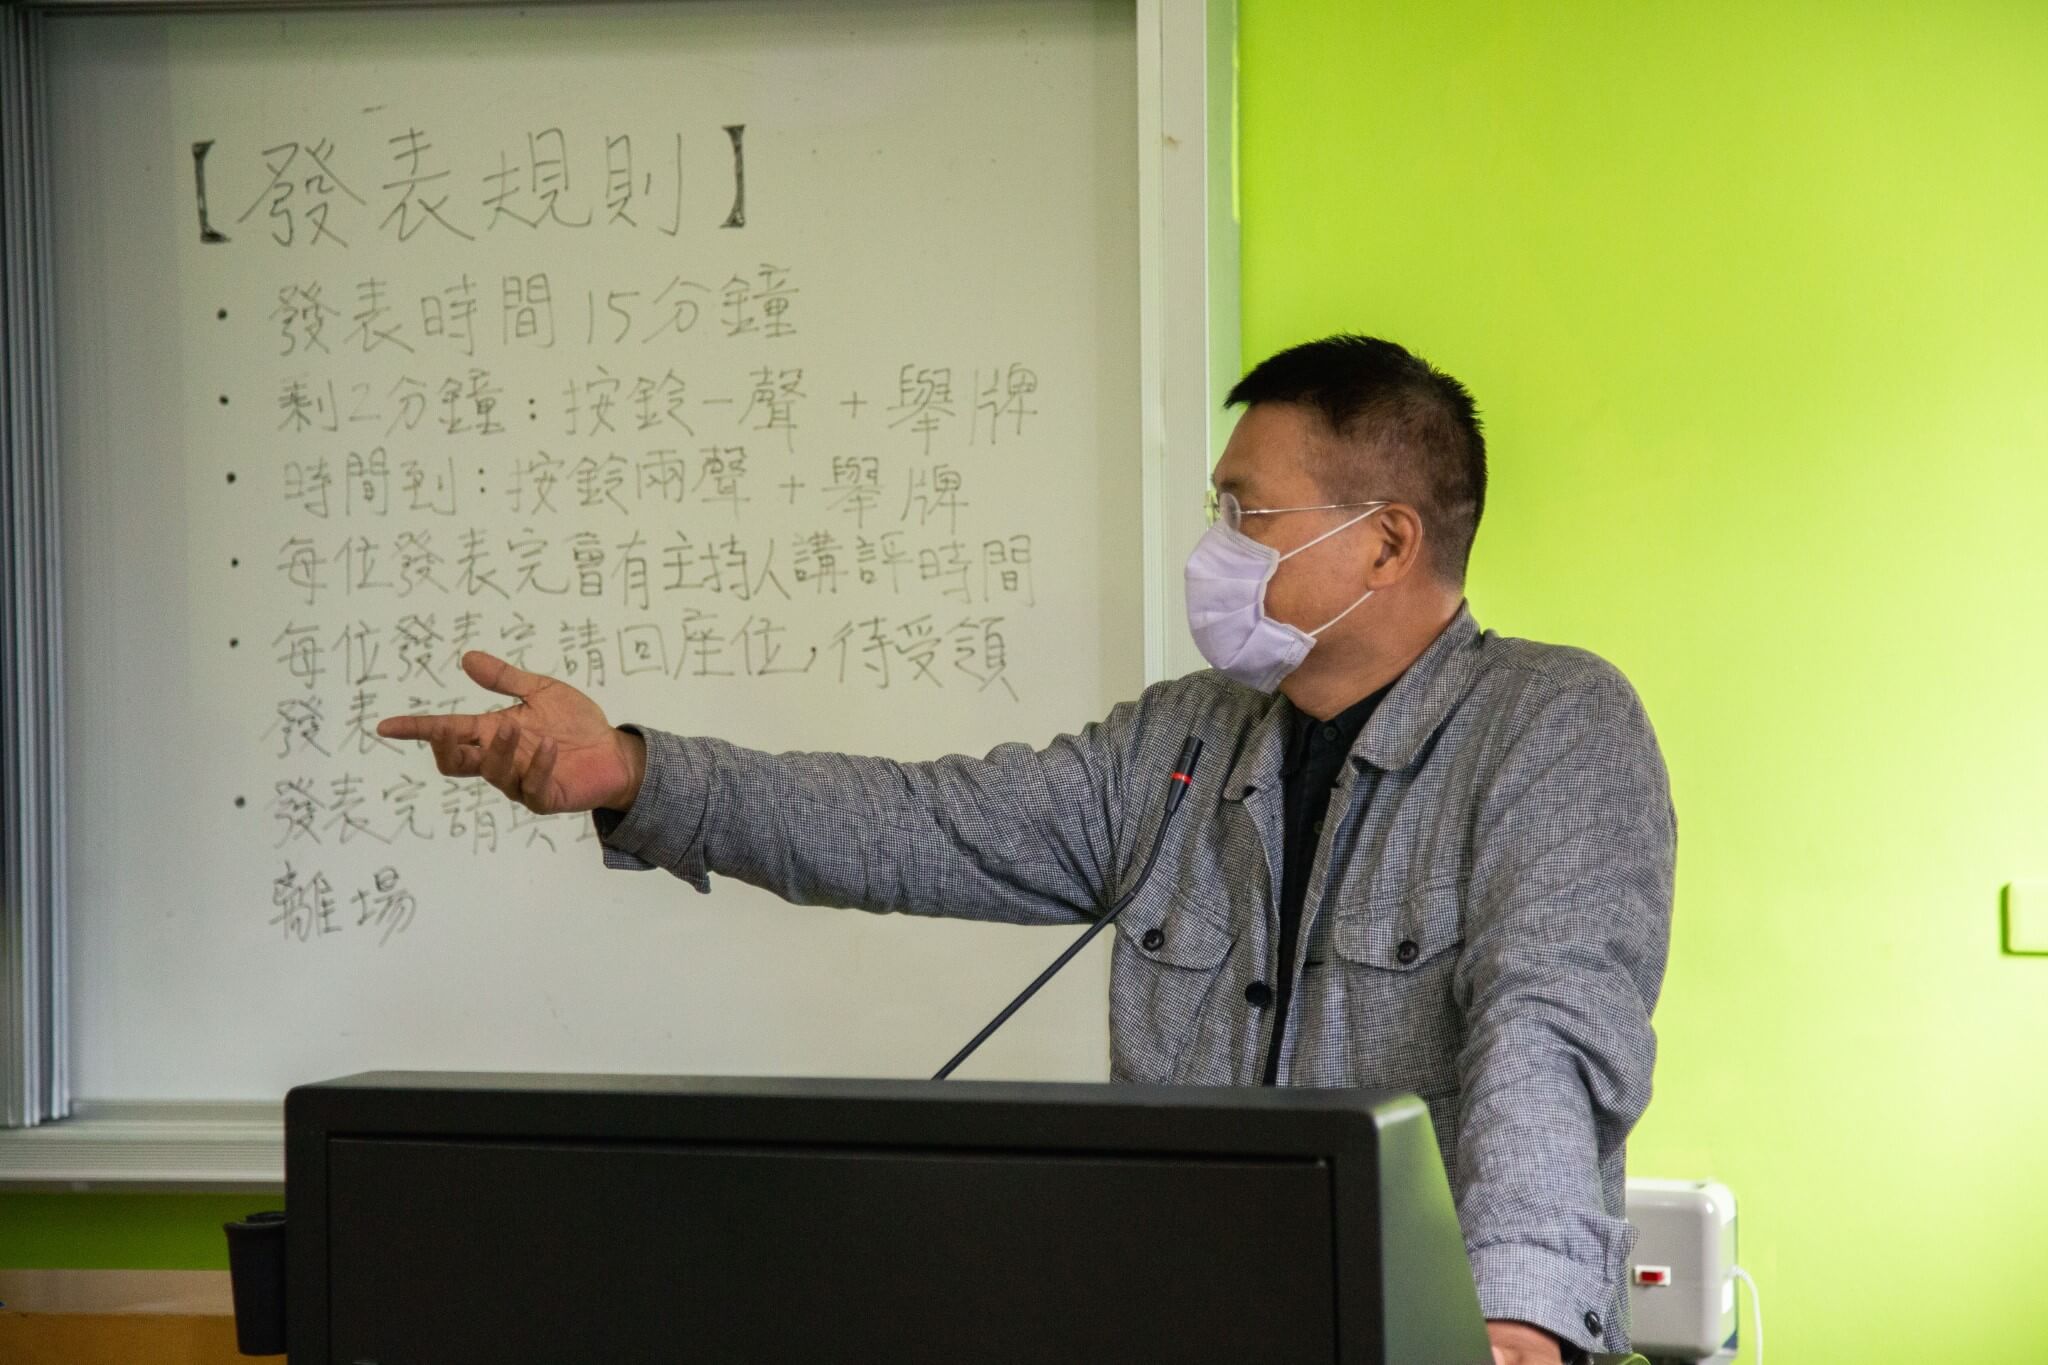 【發表規則】
• 發表時間 15分鐘
• 剩2分鐘：按鈴一聲 + 舉牌
• 時間到：按鈴兩聲 + 舉牌
• 每位發表完會有主持人講評時間
• 每位發表完請回座位，待受領
發表
• 發表完請與
離場